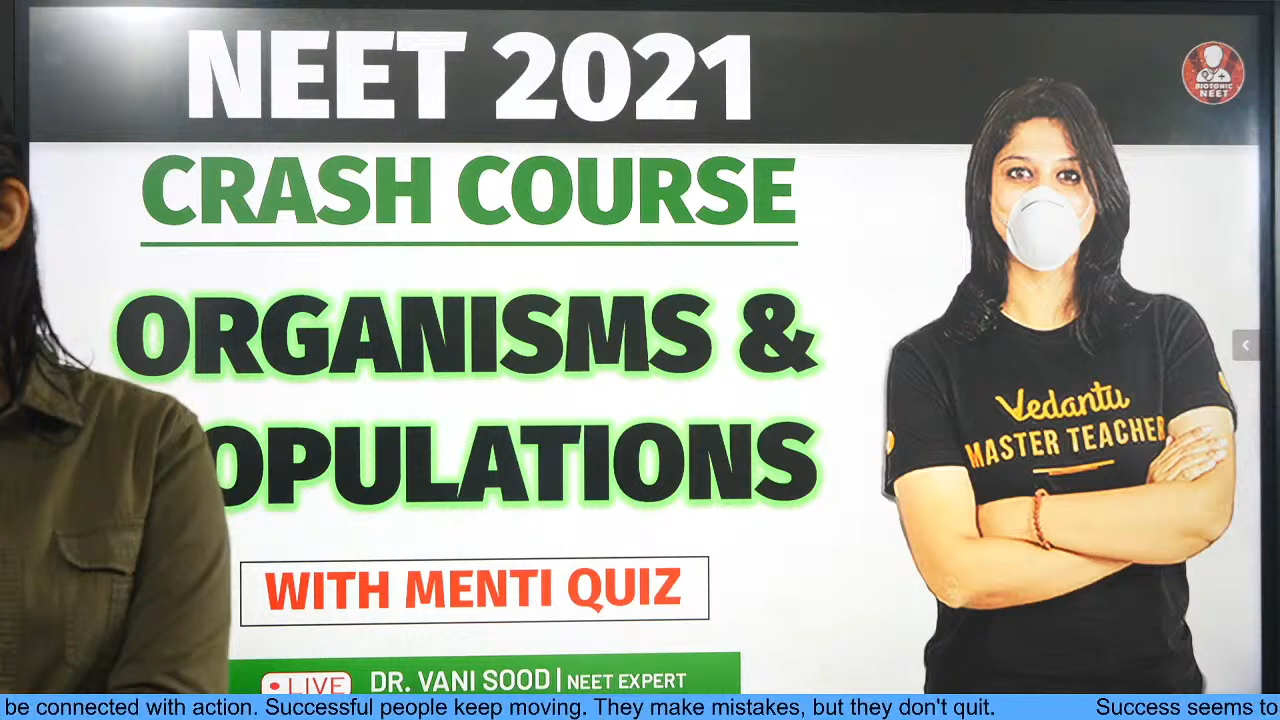 NEET 2021
BIOTONIC
NEET
CRASH COURSE
ORGANISMS &
OPULATIONS
Vedantu
MASTER TEACHER
WITH MENTI QUIZ
• LIVE
DR. VANI SOOD | NEET EXPERT
be connected with action. Successful people keep moving. They make mistakes, but they don't quit. Success seems to